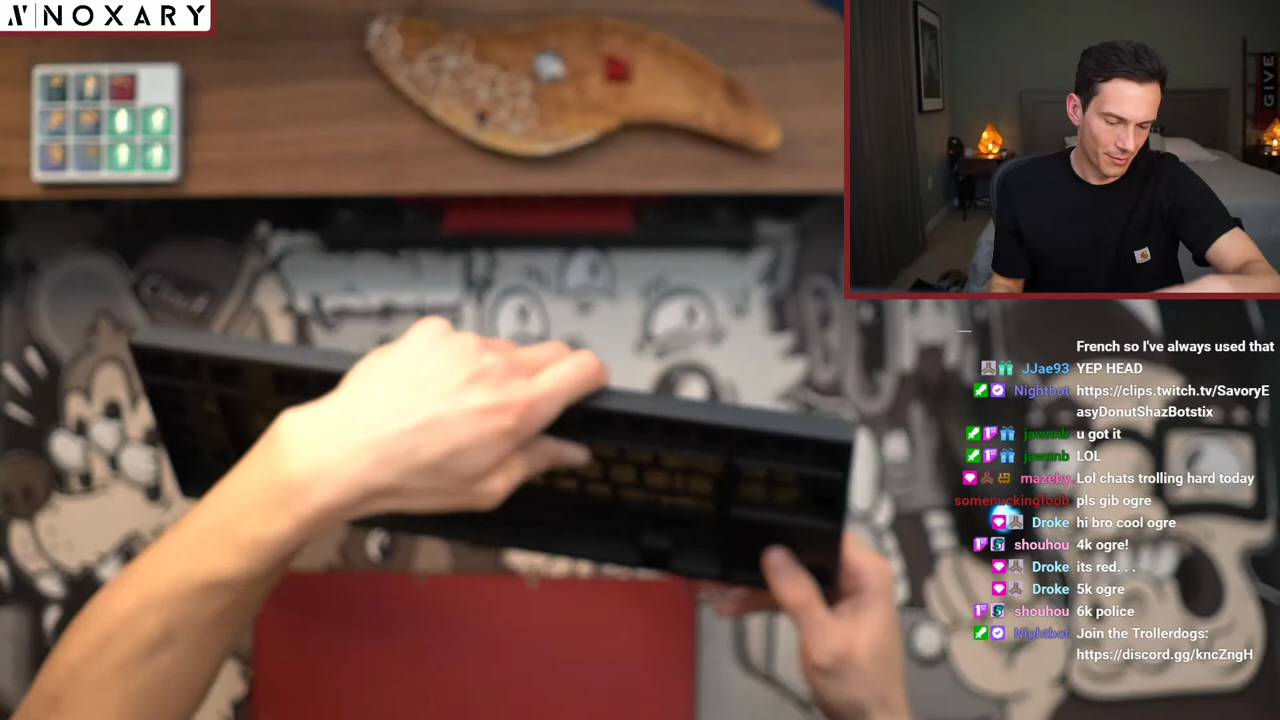 NOXARY
GIVE
French so I've always used that
JJae93 YEP HEAD
Nightbot https://clips.twitch.tv/SavoryE
asyDonutShazBotstix
jawnnb u got it
jawnnb LOL
mazeby Lol chats trolling hard today
pls gib ogre
Droke hi bro cool ogre
shouhou 4k ogre!
Droke its red. . .
Droke 5k ogre
shouhou 6k police
Nightbot Join the Trollerdogs:
https://discord.gg/kncZngH